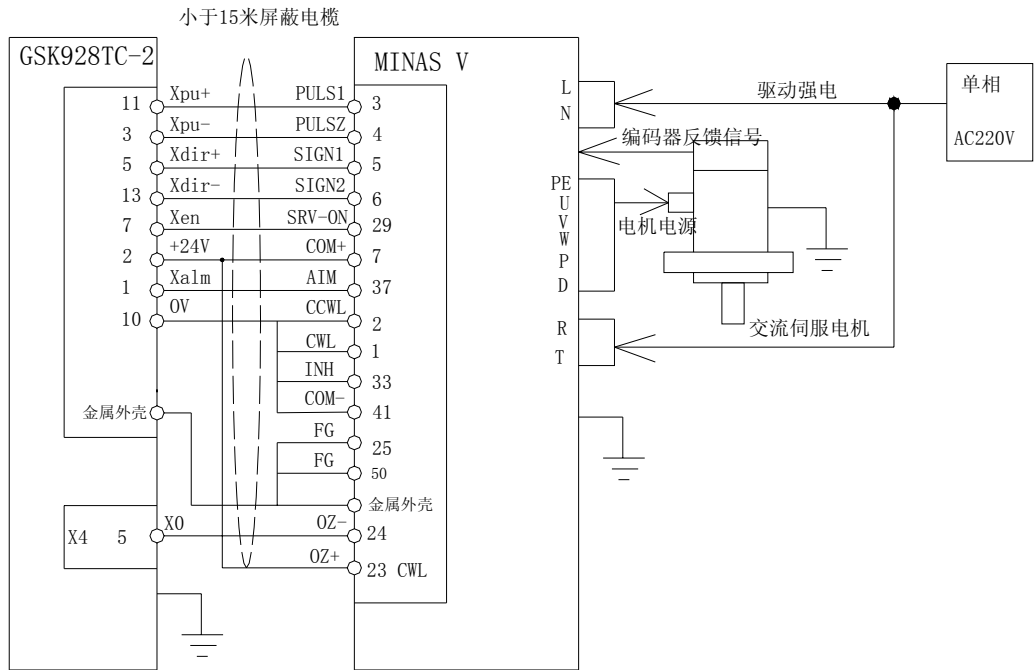 小于15米屏蔽电榄
GSK928TC-2
MINAS V
11 Xpu+ PULS1 3
3 Xpu- PULSZ 4
5 Xdir+ SIGN1 5
13 Xdir- SIGN2 6
7 Xen SRV-ON 29
2 +24V COM+ 7
1 Xalm AIM 37
10 0V CCWL 2
CWL 1
INH 33
COM- 41
金属外壳
FG 25
FG 50
金属外壳
X4 5 X0 OZ- 24
OZ+ 23 CWL
L
N
驱动强电
单相
AC220V
编码器反馈信号
PE
U
V
W
P
D
电机电源
R
T
交流伺服电机